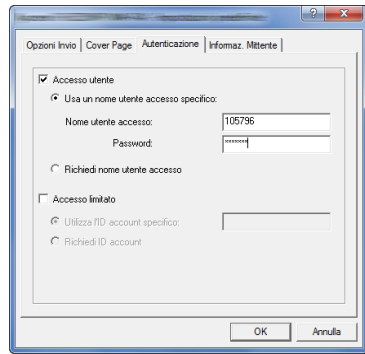 Opzioni Invio Cover Page Autenticazione Informaz. Mittente
Accesso utente
Usa un nome utente accesso specifico:
Nome utente accesso: 105796
Password: *******
Richiedi nome utente accesso
Accesso limitato
Utilizza l'ID account specifico:
Richiedi ID account
OK Annulla